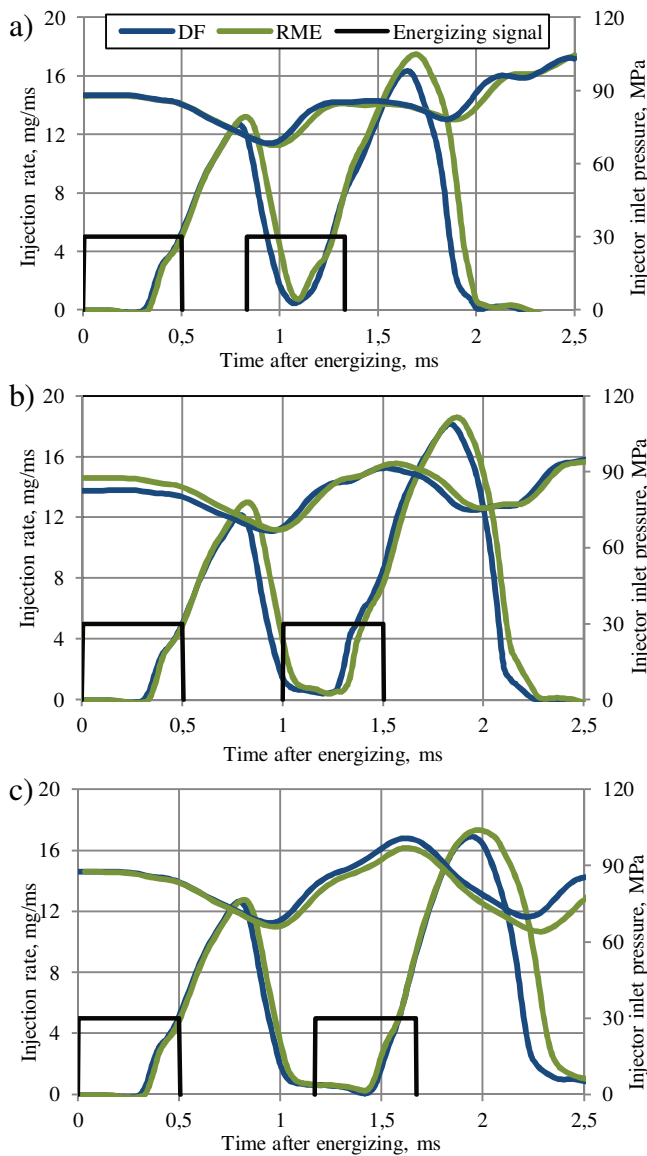 a)
DF RME Energizing signal
20 120
16 90
12
60
8
30
4
0 0
0 0,5 1 1,5 2 2,5
Injection rate, mg/ms
Injector inlet pressure, MPa
Time after energizing, ms
b)
20 120
16 90
12
60
8
30
4
0 0
0 0,5 1 1,5 2 2,5
Injection rate, mg/ms
Injector inlet pressure, MPa
Time after energizing, ms
c)
20 120
16 90
12
60
8
30
4
0 0
0 0,5 1 1,5 2 2,5
Injection rate, mg/ms
Injector inlet pressure, MPa
Time after energizing, ms